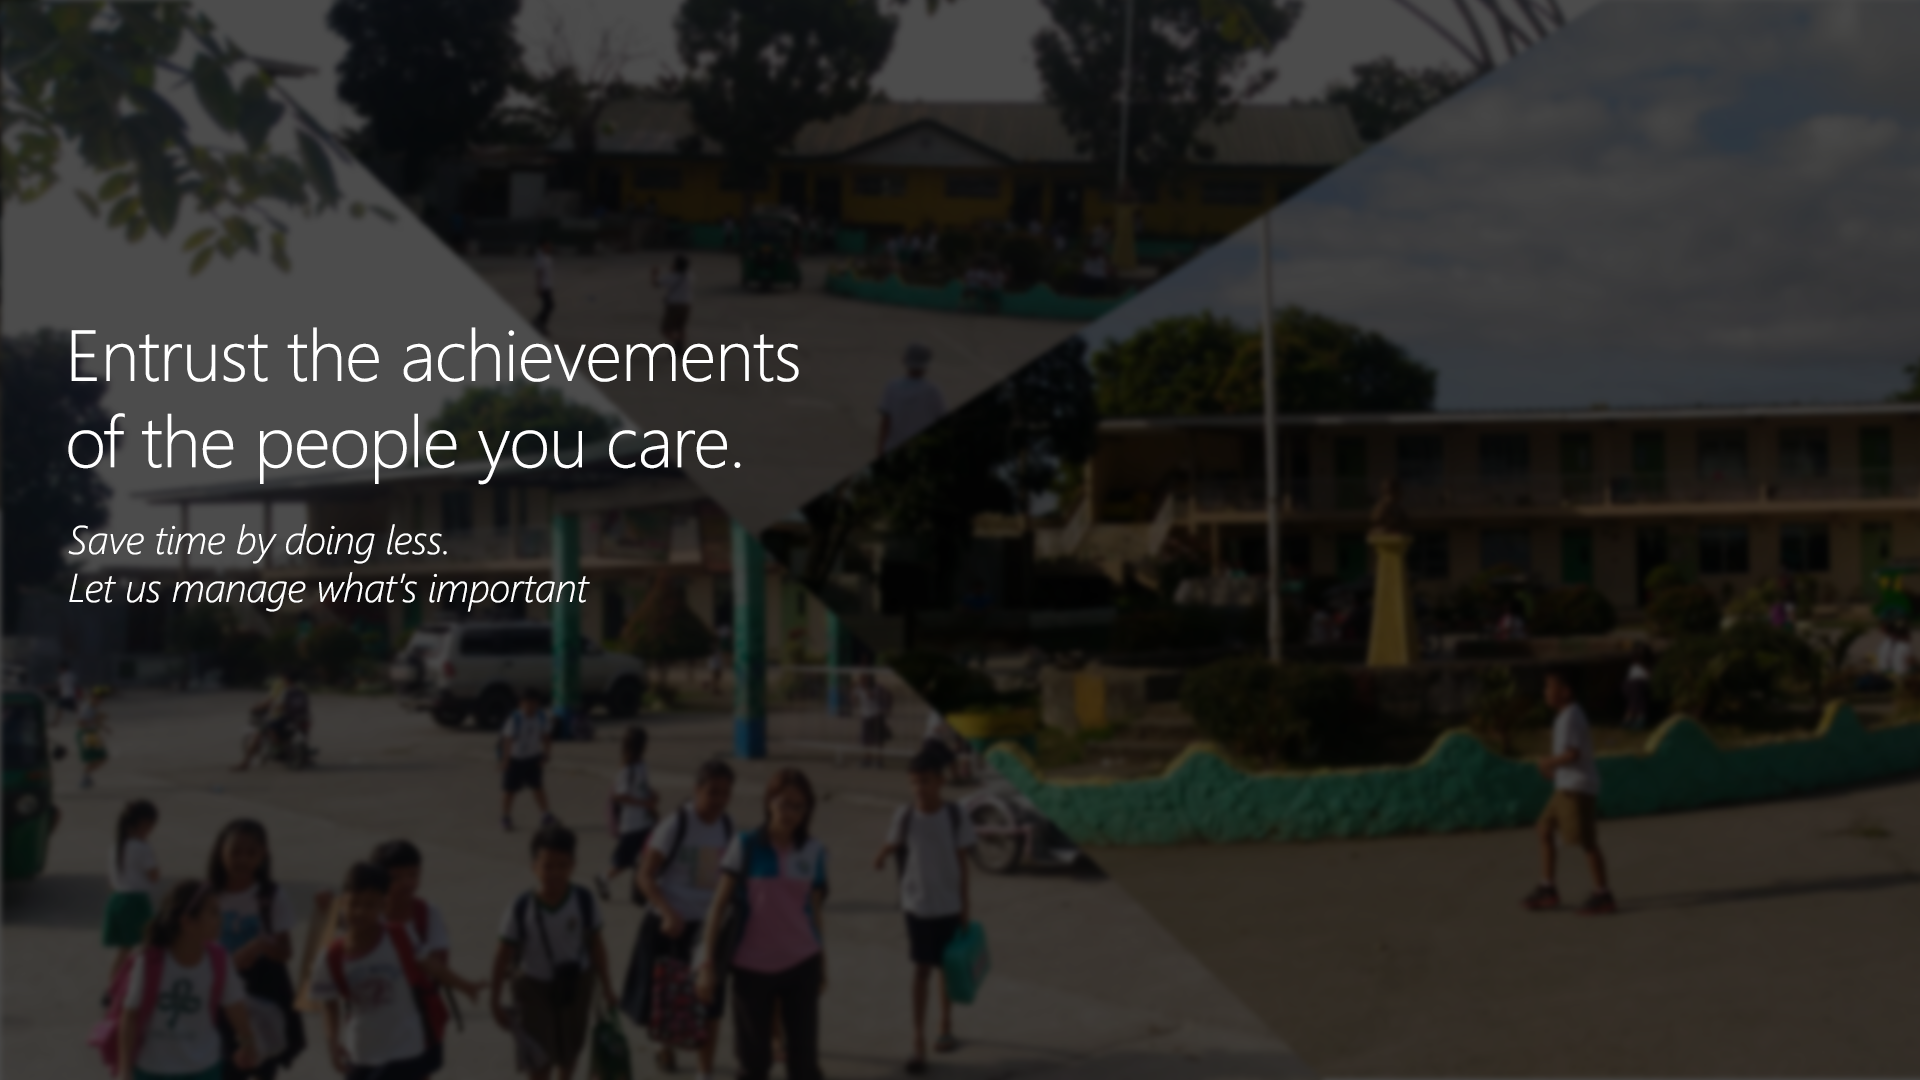 Entrust the achievements
of the people you care.
Save time by doing less.
Let us manage what's important